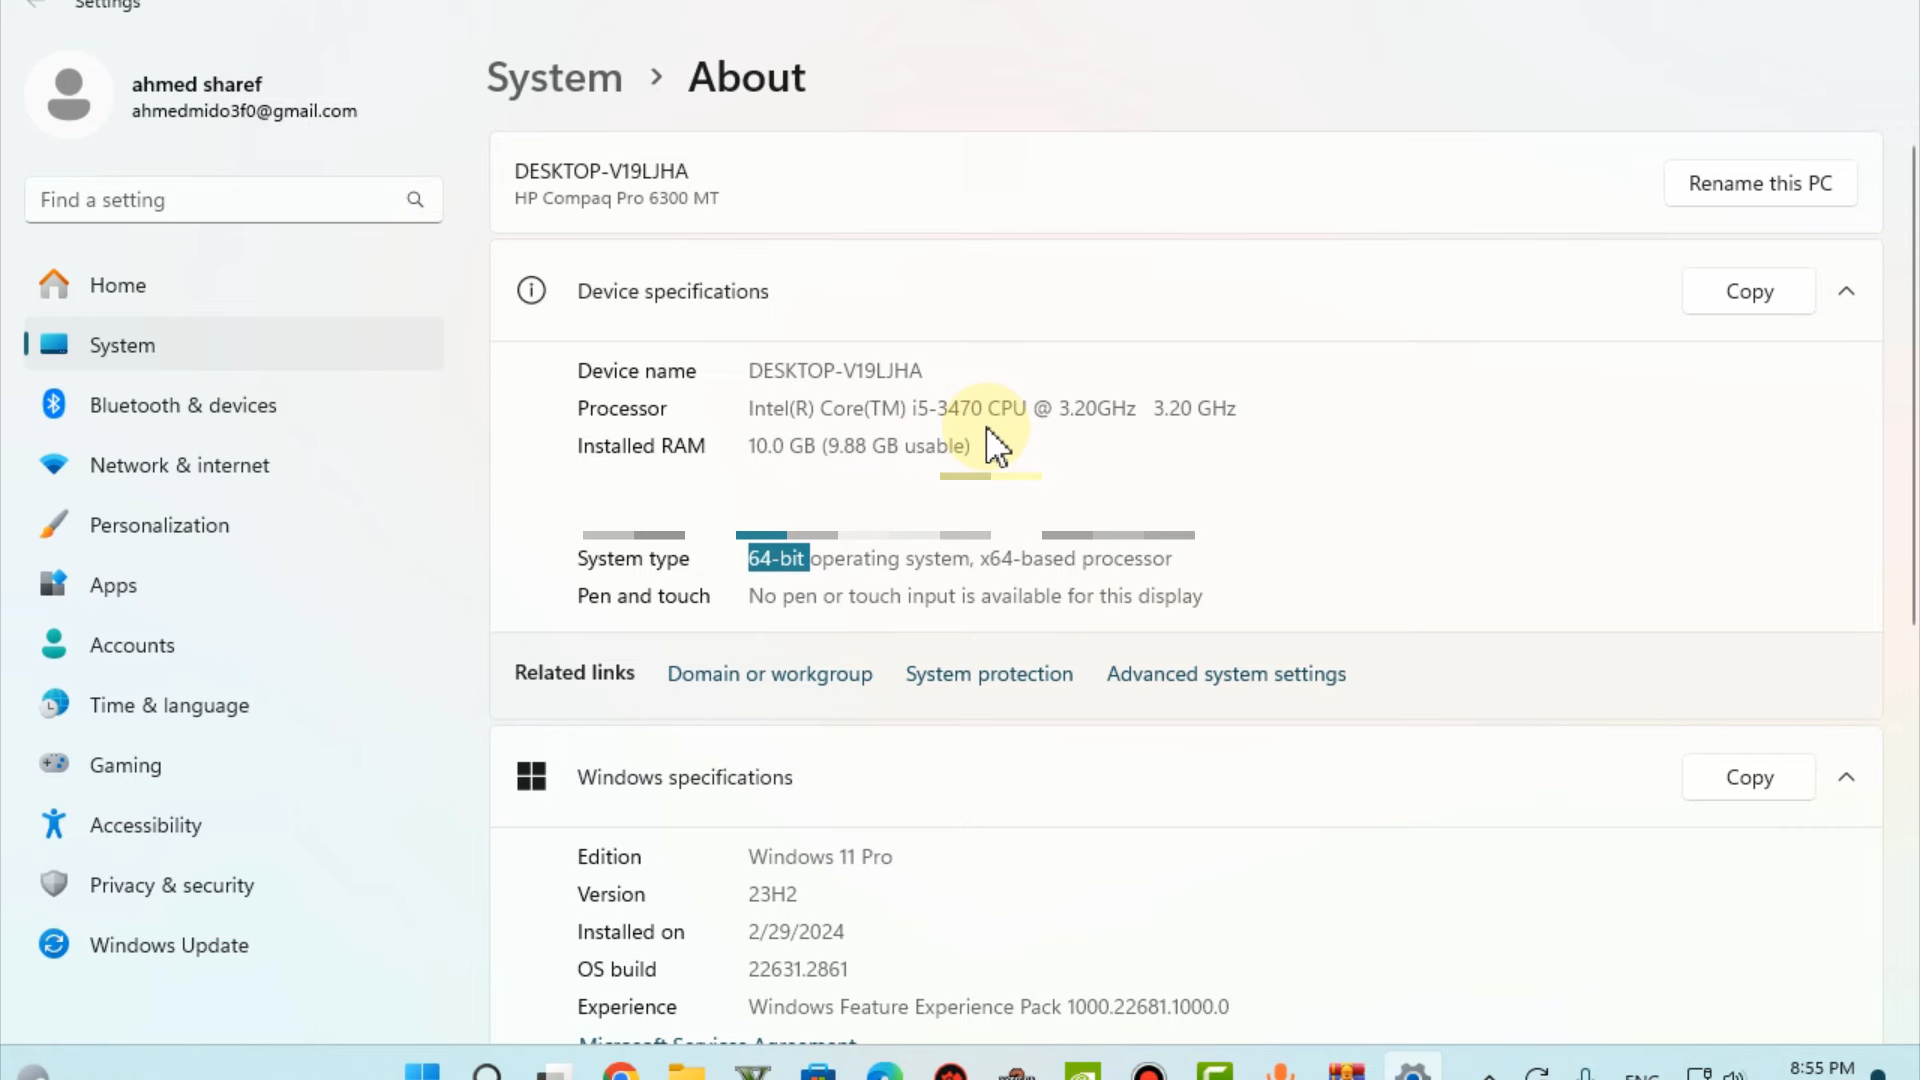 Settings
ahmed sharef
ahmedmido3f0@gmail.com
Find a setting
Home
System
Bluetooth & devices
Network & internet
Personalization
Apps
Accounts
Time & language
Gaming
Accessibility
Privacy & security
Windows Update
System > About
DESKTOP-V19LJHA
HP Compaq Pro 6300 MT
Rename this PC
Device specifications
Copy
Device name DESKTOP-V19LJHA
Processor Intel(R) Core(TM) i5-3470 CPU @ 3.20GHz 3.20 GHz
Installed RAM 10.0 GB (9.88 GB usable)
System type 64-bit operating system, x64-based processor
Pen and touch No pen or touch input is available for this display
Related links Domain or workgroup System protection Advanced system settings
Windows specifications
Copy
Edition Windows 11 Pro
Version 23H2
Installed on 2/29/2024
OS build 22631.2861
Experience Windows Feature Experience Pack 1000.22681.1000.0
Microsoft Services Agreement
ENG
8:55 PM